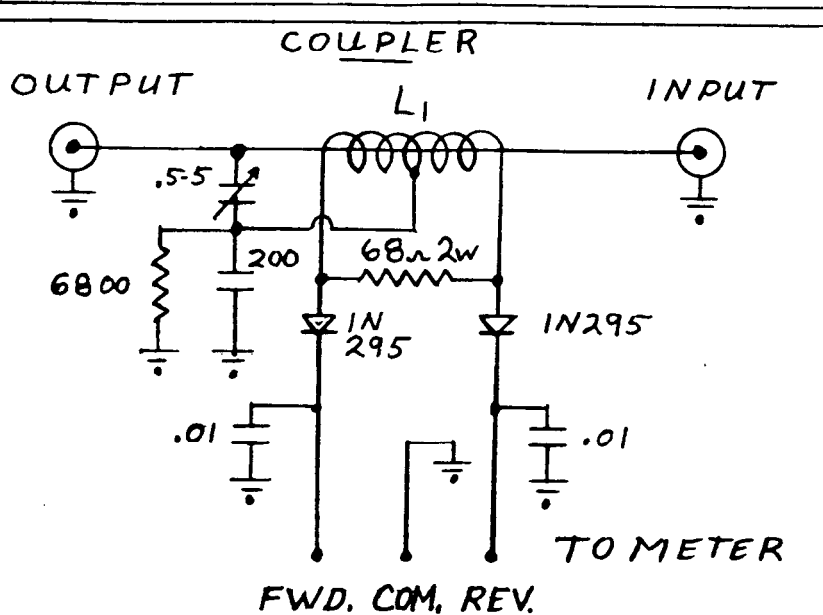 COUPLER
OUTPUT
L1
INPUT
.5-5
6800
200
68Ω 2W
1N
295
1N295
.01
.01
TO METER
FWD. COM. REV.